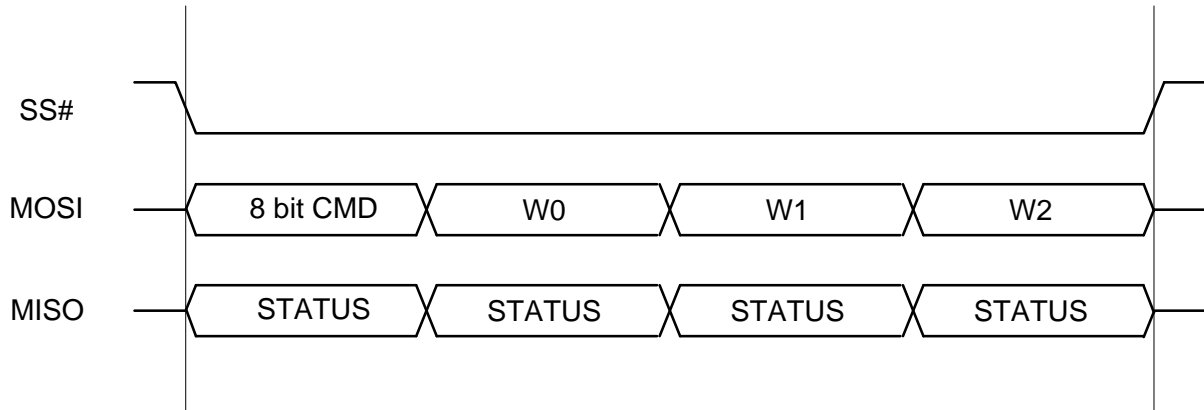 SS#
MOSI 8 bit CMD W0 W1 W2
MISO STATUS STATUS STATUS STATUS